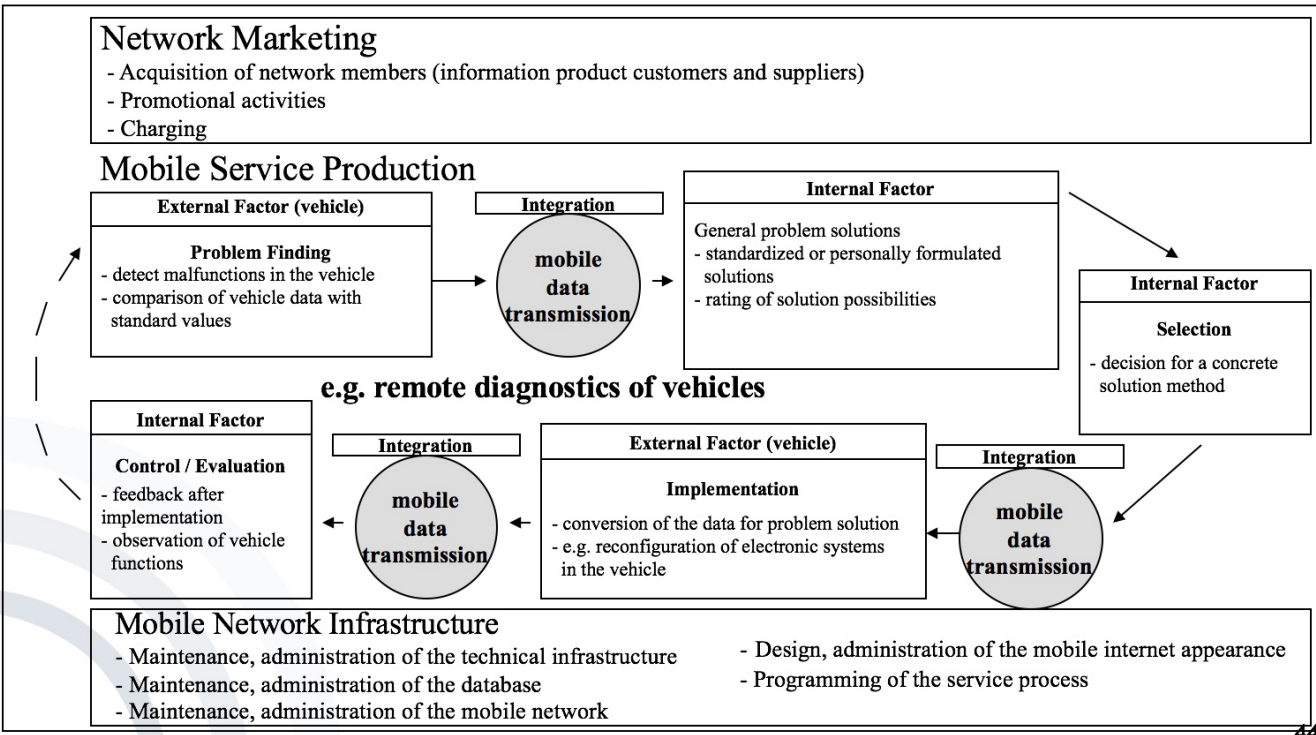 Network Marketing
- Acquisition of network members (information product customers and suppliers)
- Promotional activities
- Charging
Mobile Service Production
External Factor (vehicle)
Problem Finding
- detect malfunctions in the vehicle
- comparison of vehicle data with
standard values
Integration
mobile
data
transmission
Internal Factor
General problem solutions
- standardized or personally formulated
solutions
- rating of solution possibilities
Internal Factor
Selection
- decision for a concrete
solution method
e.g. remote diagnostics of vehicles
Integration
mobile
data
transmission
External Factor (vehicle)
Implementation
- conversion of the data for problem solution
- e.g. reconfiguration of electronic systems
in the vehicle
Integration
mobile
data
transmission
Internal Factor
Control / Evaluation
- feedback after
implementation
- observation of vehicle
functions
Mobile Network Infrastructure
- Maintenance, administration of the technical infrastructure
- Maintenance, administration of the database
- Maintenance, administration of the mobile network
- Design, administration of the mobile internet appearance
- Programming of the service process